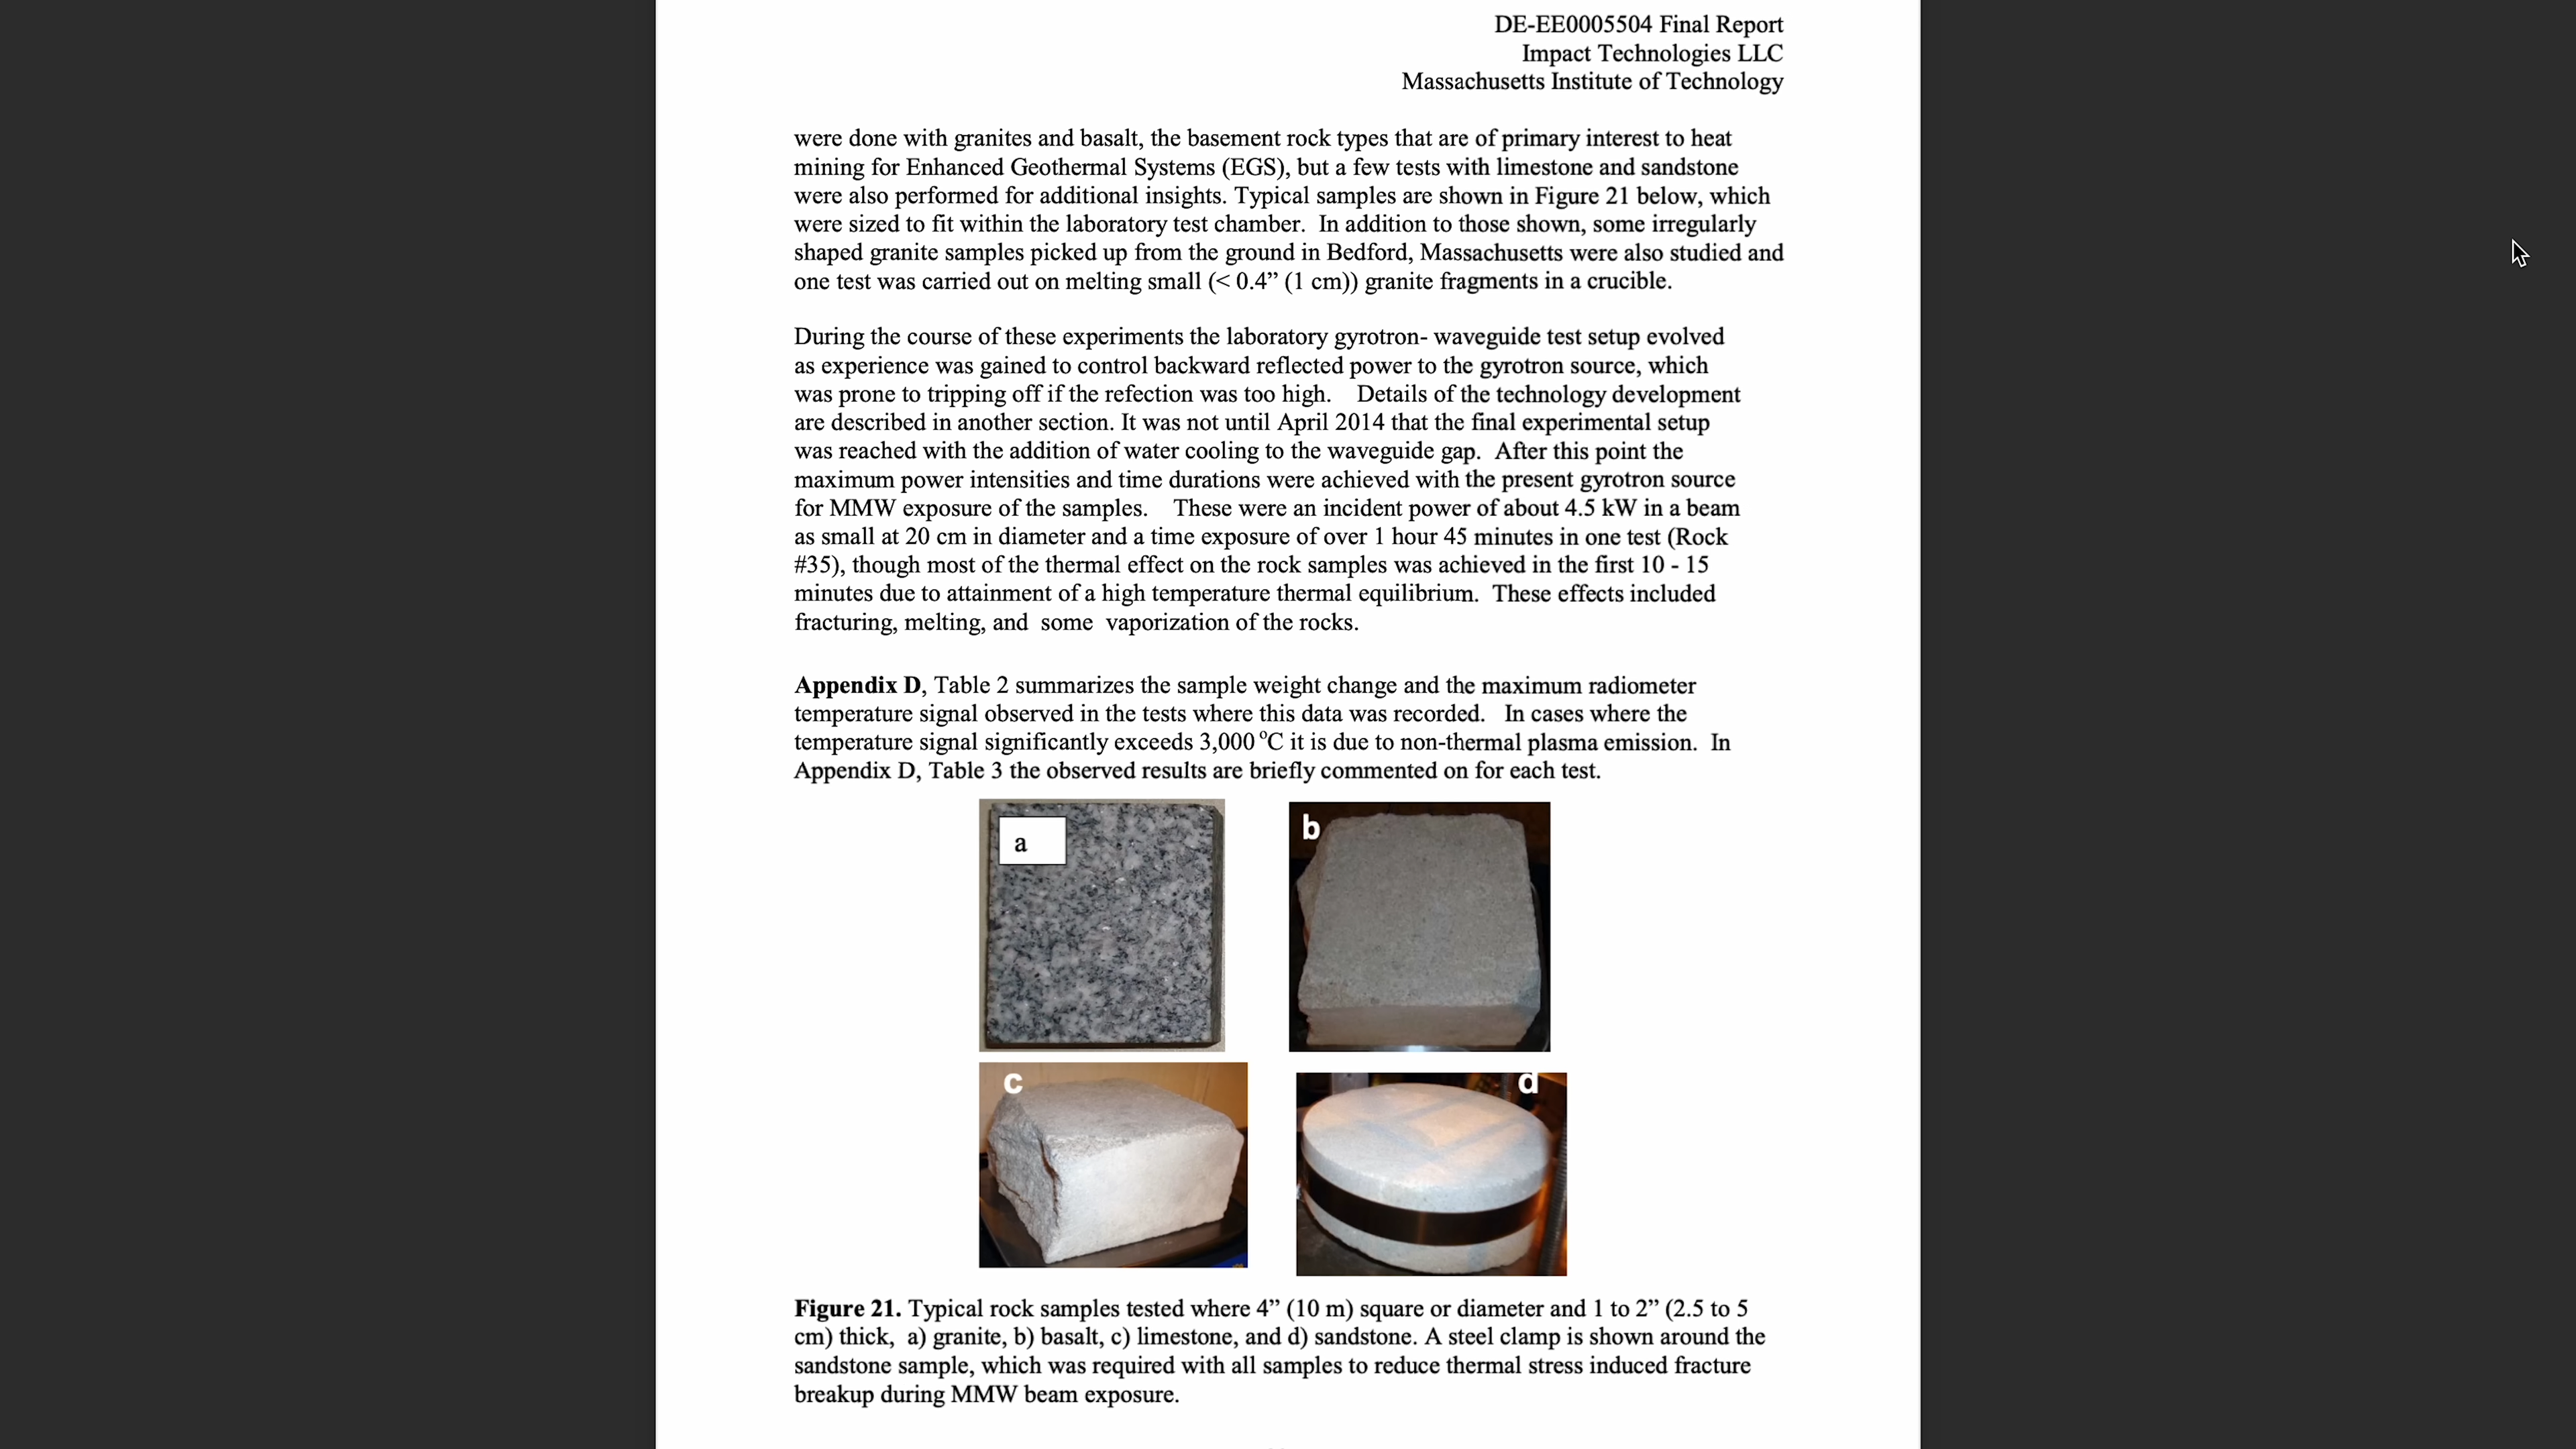 DE-EE0005504 Final Report
Impact Technologies LLC
Massachusetts Institute of Technology
were done with granites and basalt, the basement rock types that are of primary interest to heat
mining for Enhanced Geothermal Systems (EGS), but a few tests with limestone and sandstone
were also performed for additional insights. Typical samples are shown in Figure 21 below, which
were sized to fit within the laboratory test chamber.  In addition to those shown, some irregularly
shaped granite samples picked up from the ground in Bedford, Massachusetts were also studied and
one test was carried out on melting small (< 0.4” (1 cm)) granite fragments in a crucible.
During the course of these experiments the laboratory gyrotron- waveguide test setup evolved
as experience was gained to control backward reflected power to the gyrotron source, which
was prone to tripping off if the refection was too high.    Details of the technology development
are described in another section. It was not until April 2014 that the final experimental setup
was reached with the addition of water cooling to the waveguide gap.  After this point the
maximum power intensities and time durations were achieved with the present gyrotron source
for MMW exposure of the samples.    These were an incident power of about 4.5 kW in a beam
as small at 20 cm in diameter and a time exposure of over 1 hour 45 minutes in one test (Rock
#35), though most of the thermal effect on the rock samples was achieved in the first 10 - 15
minutes due to attainment of a high temperature thermal equilibrium.  These effects included
fracturing, melting, and  some  vaporization of the rocks.
Appendix D, Table 2 summarizes the sample weight change and the maximum radiometer
temperature signal observed in the tests where this data was recorded.   In cases where the
temperature signal significantly exceeds 3,000 ºC it is due to non-thermal plasma emission.  In
Appendix D, Table 3 the observed results are briefly commented on for each test.
a
b
c
d
Figure 21. Typical rock samples tested where 4” (10 m) square or diameter and 1 to 2” (2.5 to 5
cm) thick,  a) granite, b) basalt, c) limestone, and d) sandstone. A steel clamp is shown around the
sandstone sample, which was required with all samples to reduce thermal stress induced fracture
breakup during MMW beam exposure.